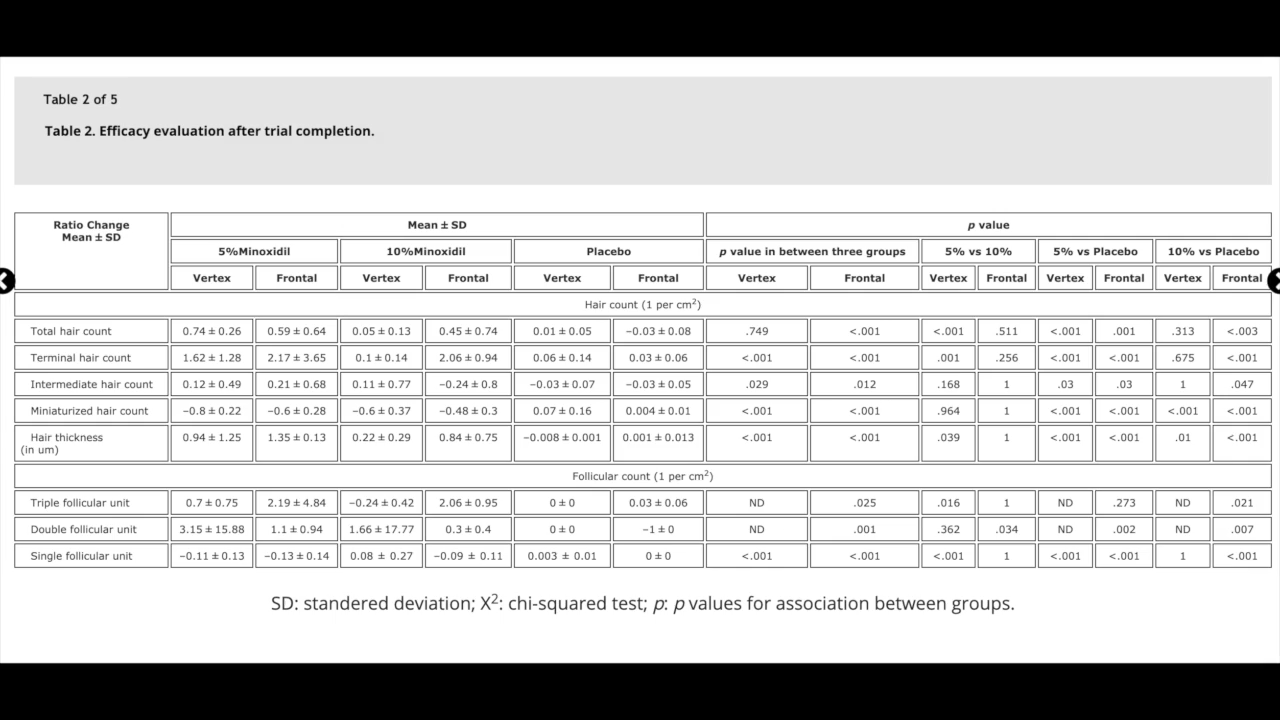 Table 2 of 5
Table 2. Efficacy evaluation after trial completion.
Ratio Change Mean ± SD p value
Mean ± SD
5%Minoxidil 10%Minoxidil Placebo p value in between three groups 5% vs 10% 5% vs Placebo 10% vs Placebo
Vertex Frontal Vertex Frontal Vertex Frontal Vertex Frontal Vertex Frontal Vertex Frontal Vertex Frontal
Hair count (1 per cm2)
Total hair count 0.74 ± 0.26 0.59 ± 0.64 0.05 ± 0.13 0.45 ± 0.74 0.01 ± 0.05 −0.03 ± 0.08 .749 <.001 <.001 .511 <.001 .001 .313 <.003
Terminal hair count 1.62 ± 1.28 2.17 ± 3.65 0.1 ± 0.14 2.06 ± 0.94 0.06 ± 0.14 0.03 ± 0.06 <.001 <.001 .001 .256 <.001 <.001 .675 <.001
Intermediate hair count 0.12 ± 0.49 0.21 ± 0.68 0.11 ± 0.77 −0.24 ± 0.8 −0.03 ± 0.07 −0.03 ± 0.05 .029 .012 .168 1 .03 .03 1 .047
Miniaturized hair count −0.8 ± 0.22 −0.6 ± 0.28 −0.6 ± 0.37 −0.48 ± 0.3 0.07 ± 0.16 0.004 ± 0.01 <.001 <.001 .964 1 <.001 <.001 <.001 <.001
Hair thickness 0.94 ± 1.25 1.35 ± 0.13 0.22 ± 0.29 0.84 ± 0.75 −0.008 ± 0.001 0.001 ± 0.013 <.001 <.001 .039 1 <.001 <.001 .01 <.001
(in um)
Follicular count (1 per cm2)
Triple follicular unit 0.7 ± 0.75 2.19 ± 4.84 −0.24 ± 0.42 2.06 ± 0.95 0 ± 0 0.03 ± 0.06 ND .025 .016 1 ND .273 ND .021
Double follicular unit 3.15 ± 15.88 1.1 ± 0.94 1.66 ± 17.77 0.3 ± 0.4 0 ± 0 −1 ± 0 ND .001 .362 .034 ND .002 ND .007
Single follicular unit −0.11 ± 0.13 −0.13 ± 0.14 0.08 ± 0.27 −0.09 ± 0.11 0.003 ± 0.01 0 ± 0 <.001 <.001 <.001 1 <.001 <.001 1 <.001
SD: standered deviation; X2: chi-squared test; p: p values for association between groups.